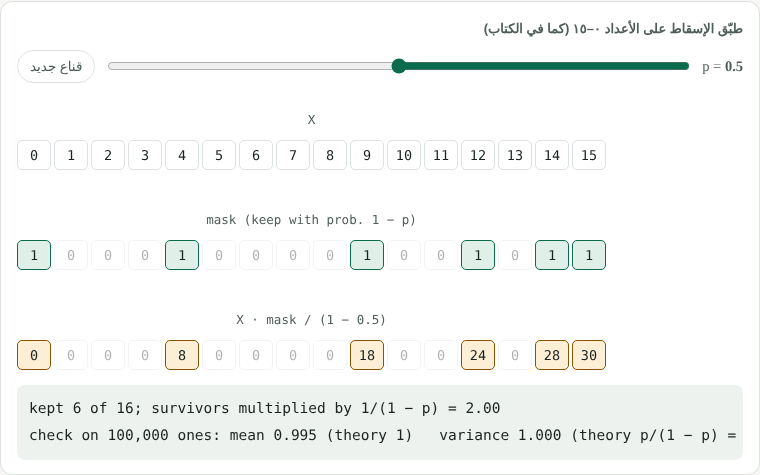 طبّق الإسقاط على الأعداد ٠–١٥ (كما في الكتاب)
p = 0.5
قناع جديد
X
0 1 2 3 4 5 6 7 8 9 10 11 12 13 14 15
mask (keep with prob. 1 − p)
1 0 0 0 1 0 0 0 0 1 0 0 1 0 1 1
X · mask / (1 − 0.5)
0 0 0 0 8 0 0 0 0 18 0 0 24 0 28 30
kept 6 of 16; survivors multiplied by 1/(1 − p) = 2.00
check on 100,000 ones: mean 0.995 (theory 1) variance 1.000 (theory p/(1 − p) =